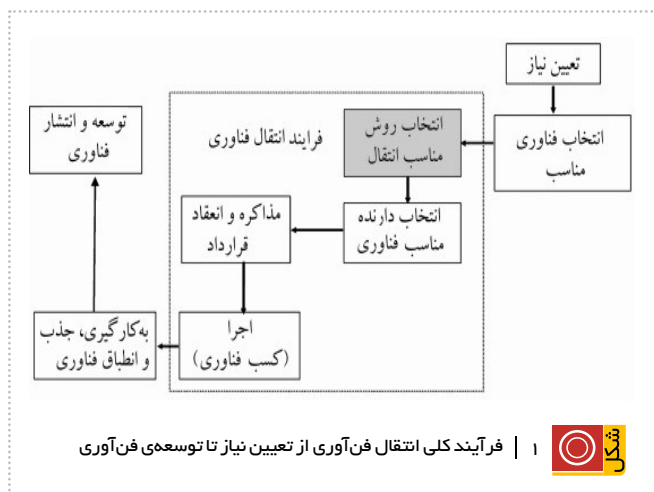 تعیین نیاز
انتخاب فناوری
مناسب
فرایند انتقال فناوری
انتخاب روش
مناسب انتقال
انتخاب دارنده
مناسب فناوری
مذاکره و انعقاد
قرارداد
اجرا
(کسب فناوری)
به‌کارگیری، جذب
و انطباق فناوری
توسعه و انتشار
فناوری
شکل
۱ | فرآیند کلی انتقال فن‌آوری از تعیین نیاز تا توسعه‌ی فن‌آوری